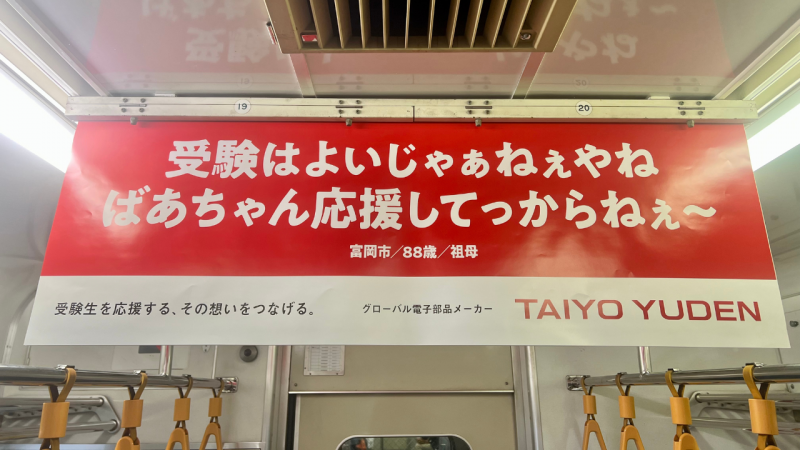 19
20
受験はよいじゃぁねぇやね
ばあちゃん応援してっからねぇ〜
富岡市／88歳／祖母
受験生を応援する、その想いをつなげる。
グローバル電子部品メーカー
TAIYO YUDEN